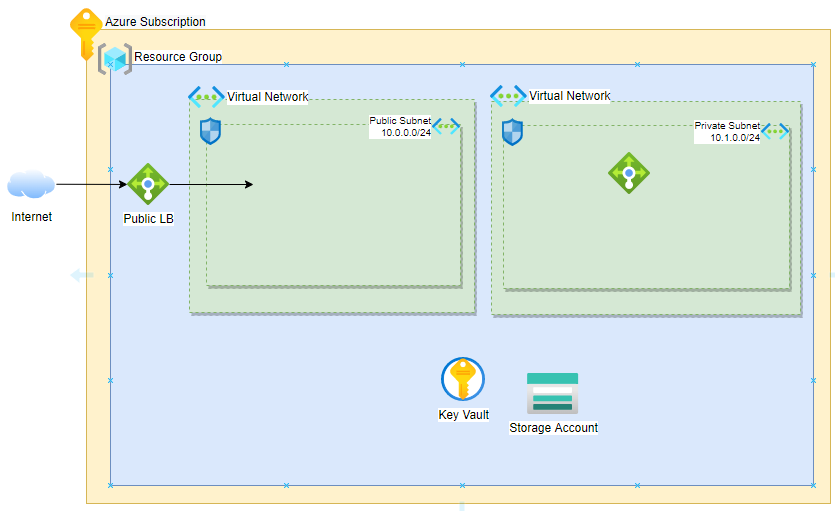 Azure Subscription
Resource Group
Virtual Network
Virtual Network
Public Subnet
10.0.0.0/24
Private Subnet
10.1.0.0/24
Internet
Public LB
Key Vault
Storage Account